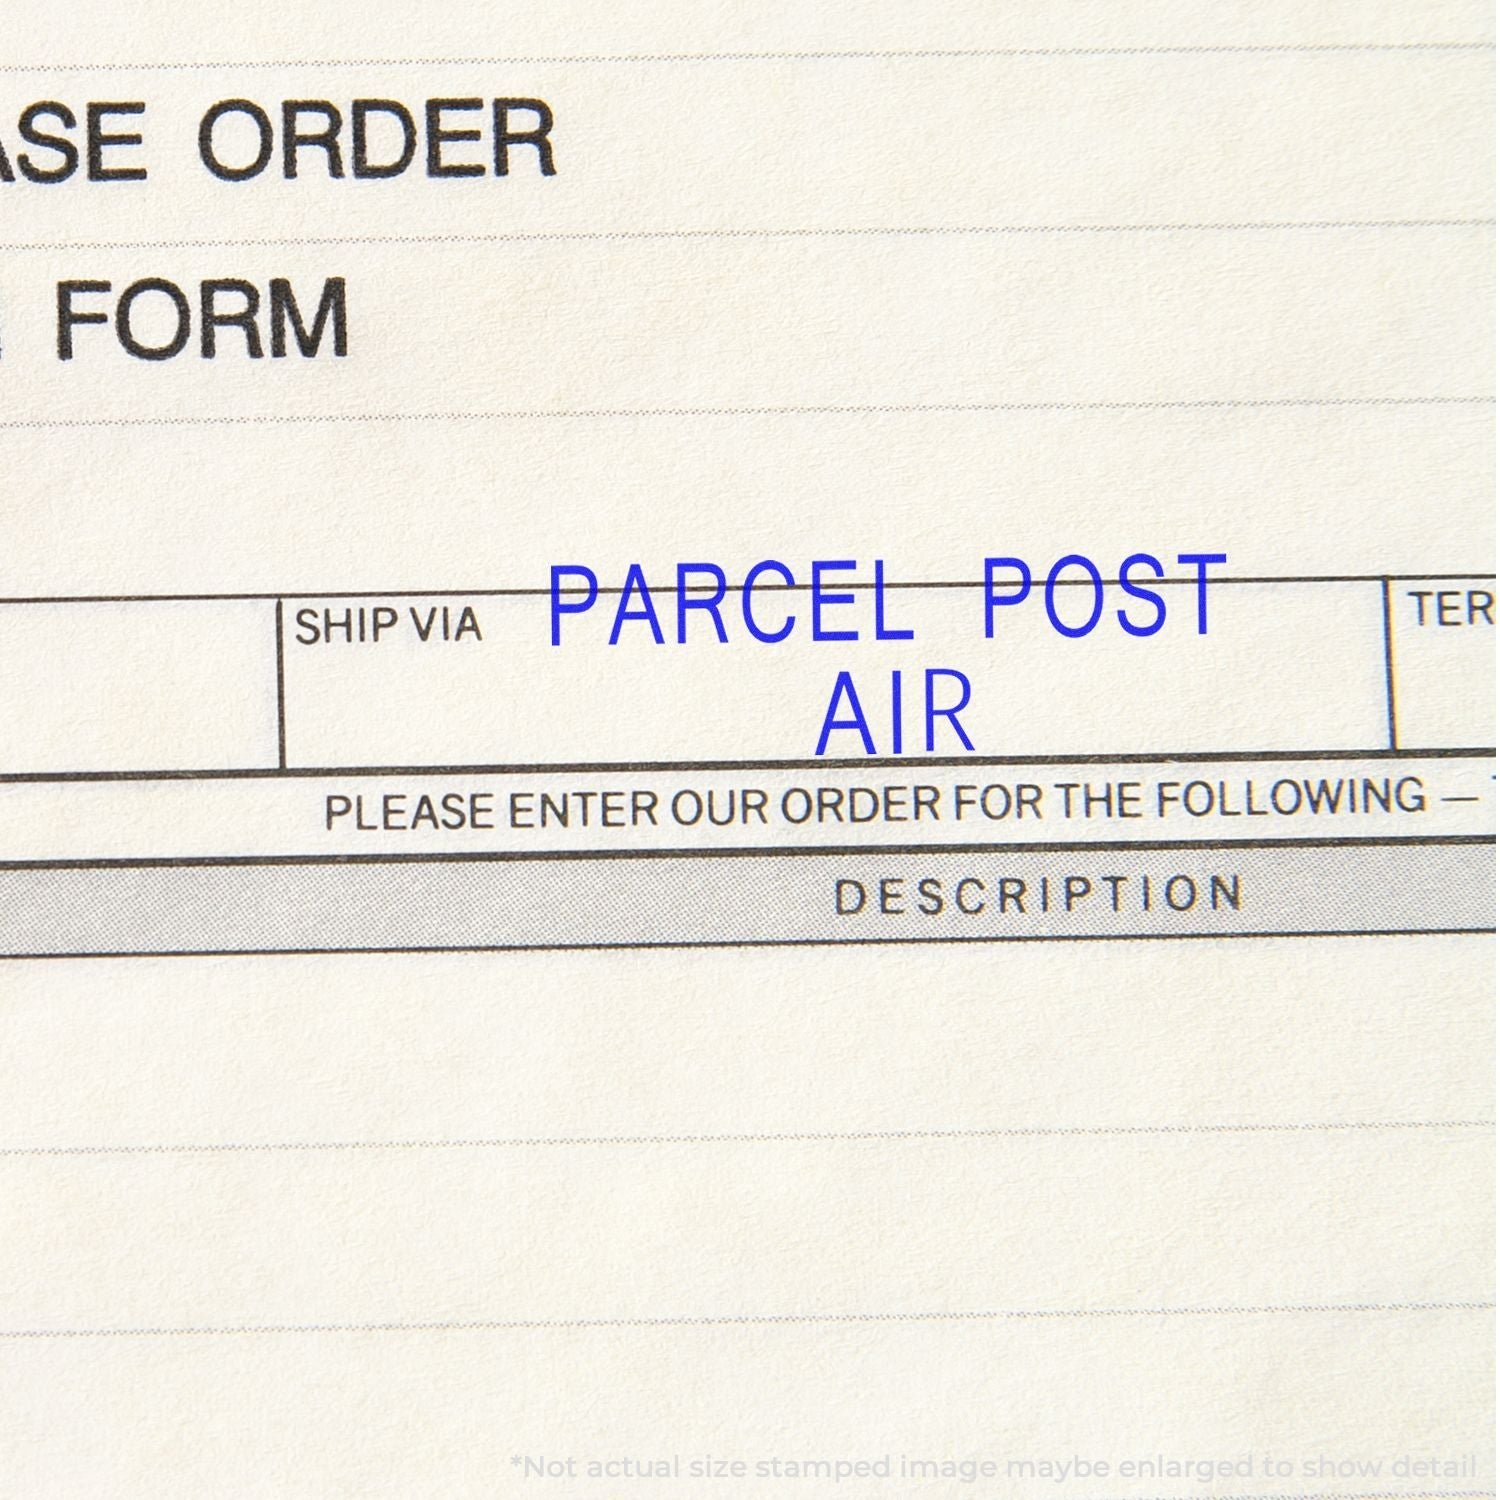 ASE ORDER
FORM
SHIP VIA
PARCEL POST
AIR
TER
PLEASE ENTER OUR ORDER FOR THE FOLLOWING —
DESCRIPTION
*Not actual size stamped image maybe enlarged to show detail